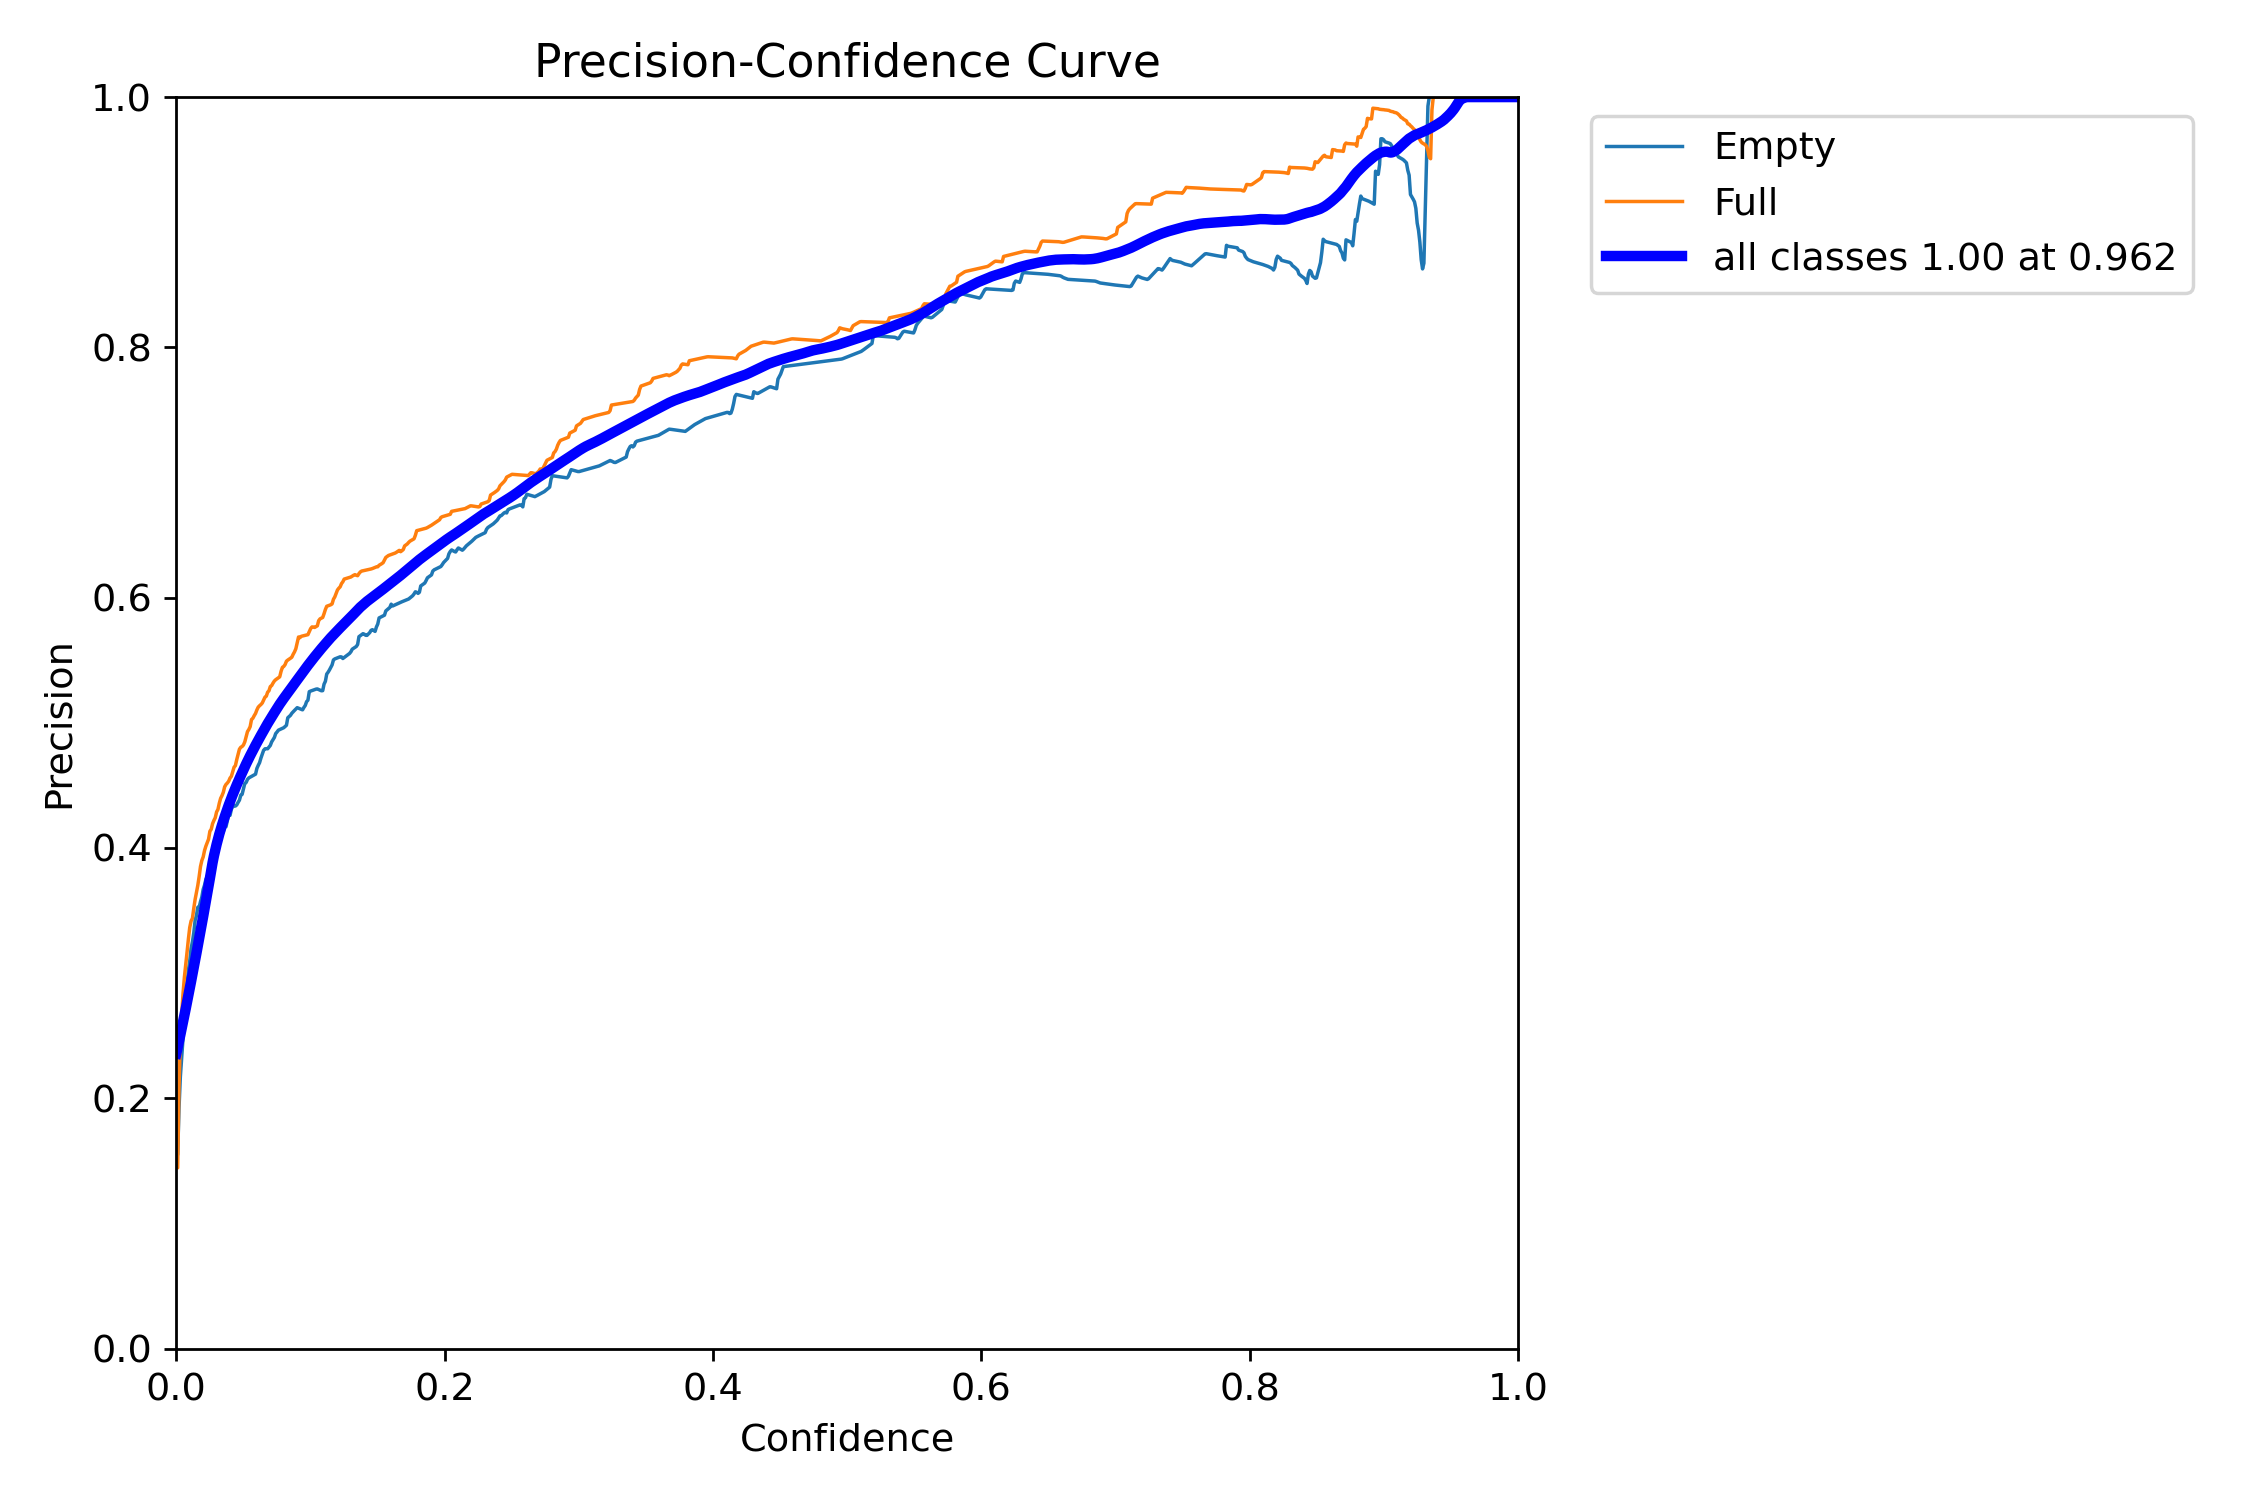 Precision-Confidence Curve
1.0
0.8
0.6
0.4
0.2
0.0
Precision
0.0 0.2 0.4 0.6 0.8 1.0
Confidence
Empty
Full
all classes 1.00 at 0.962